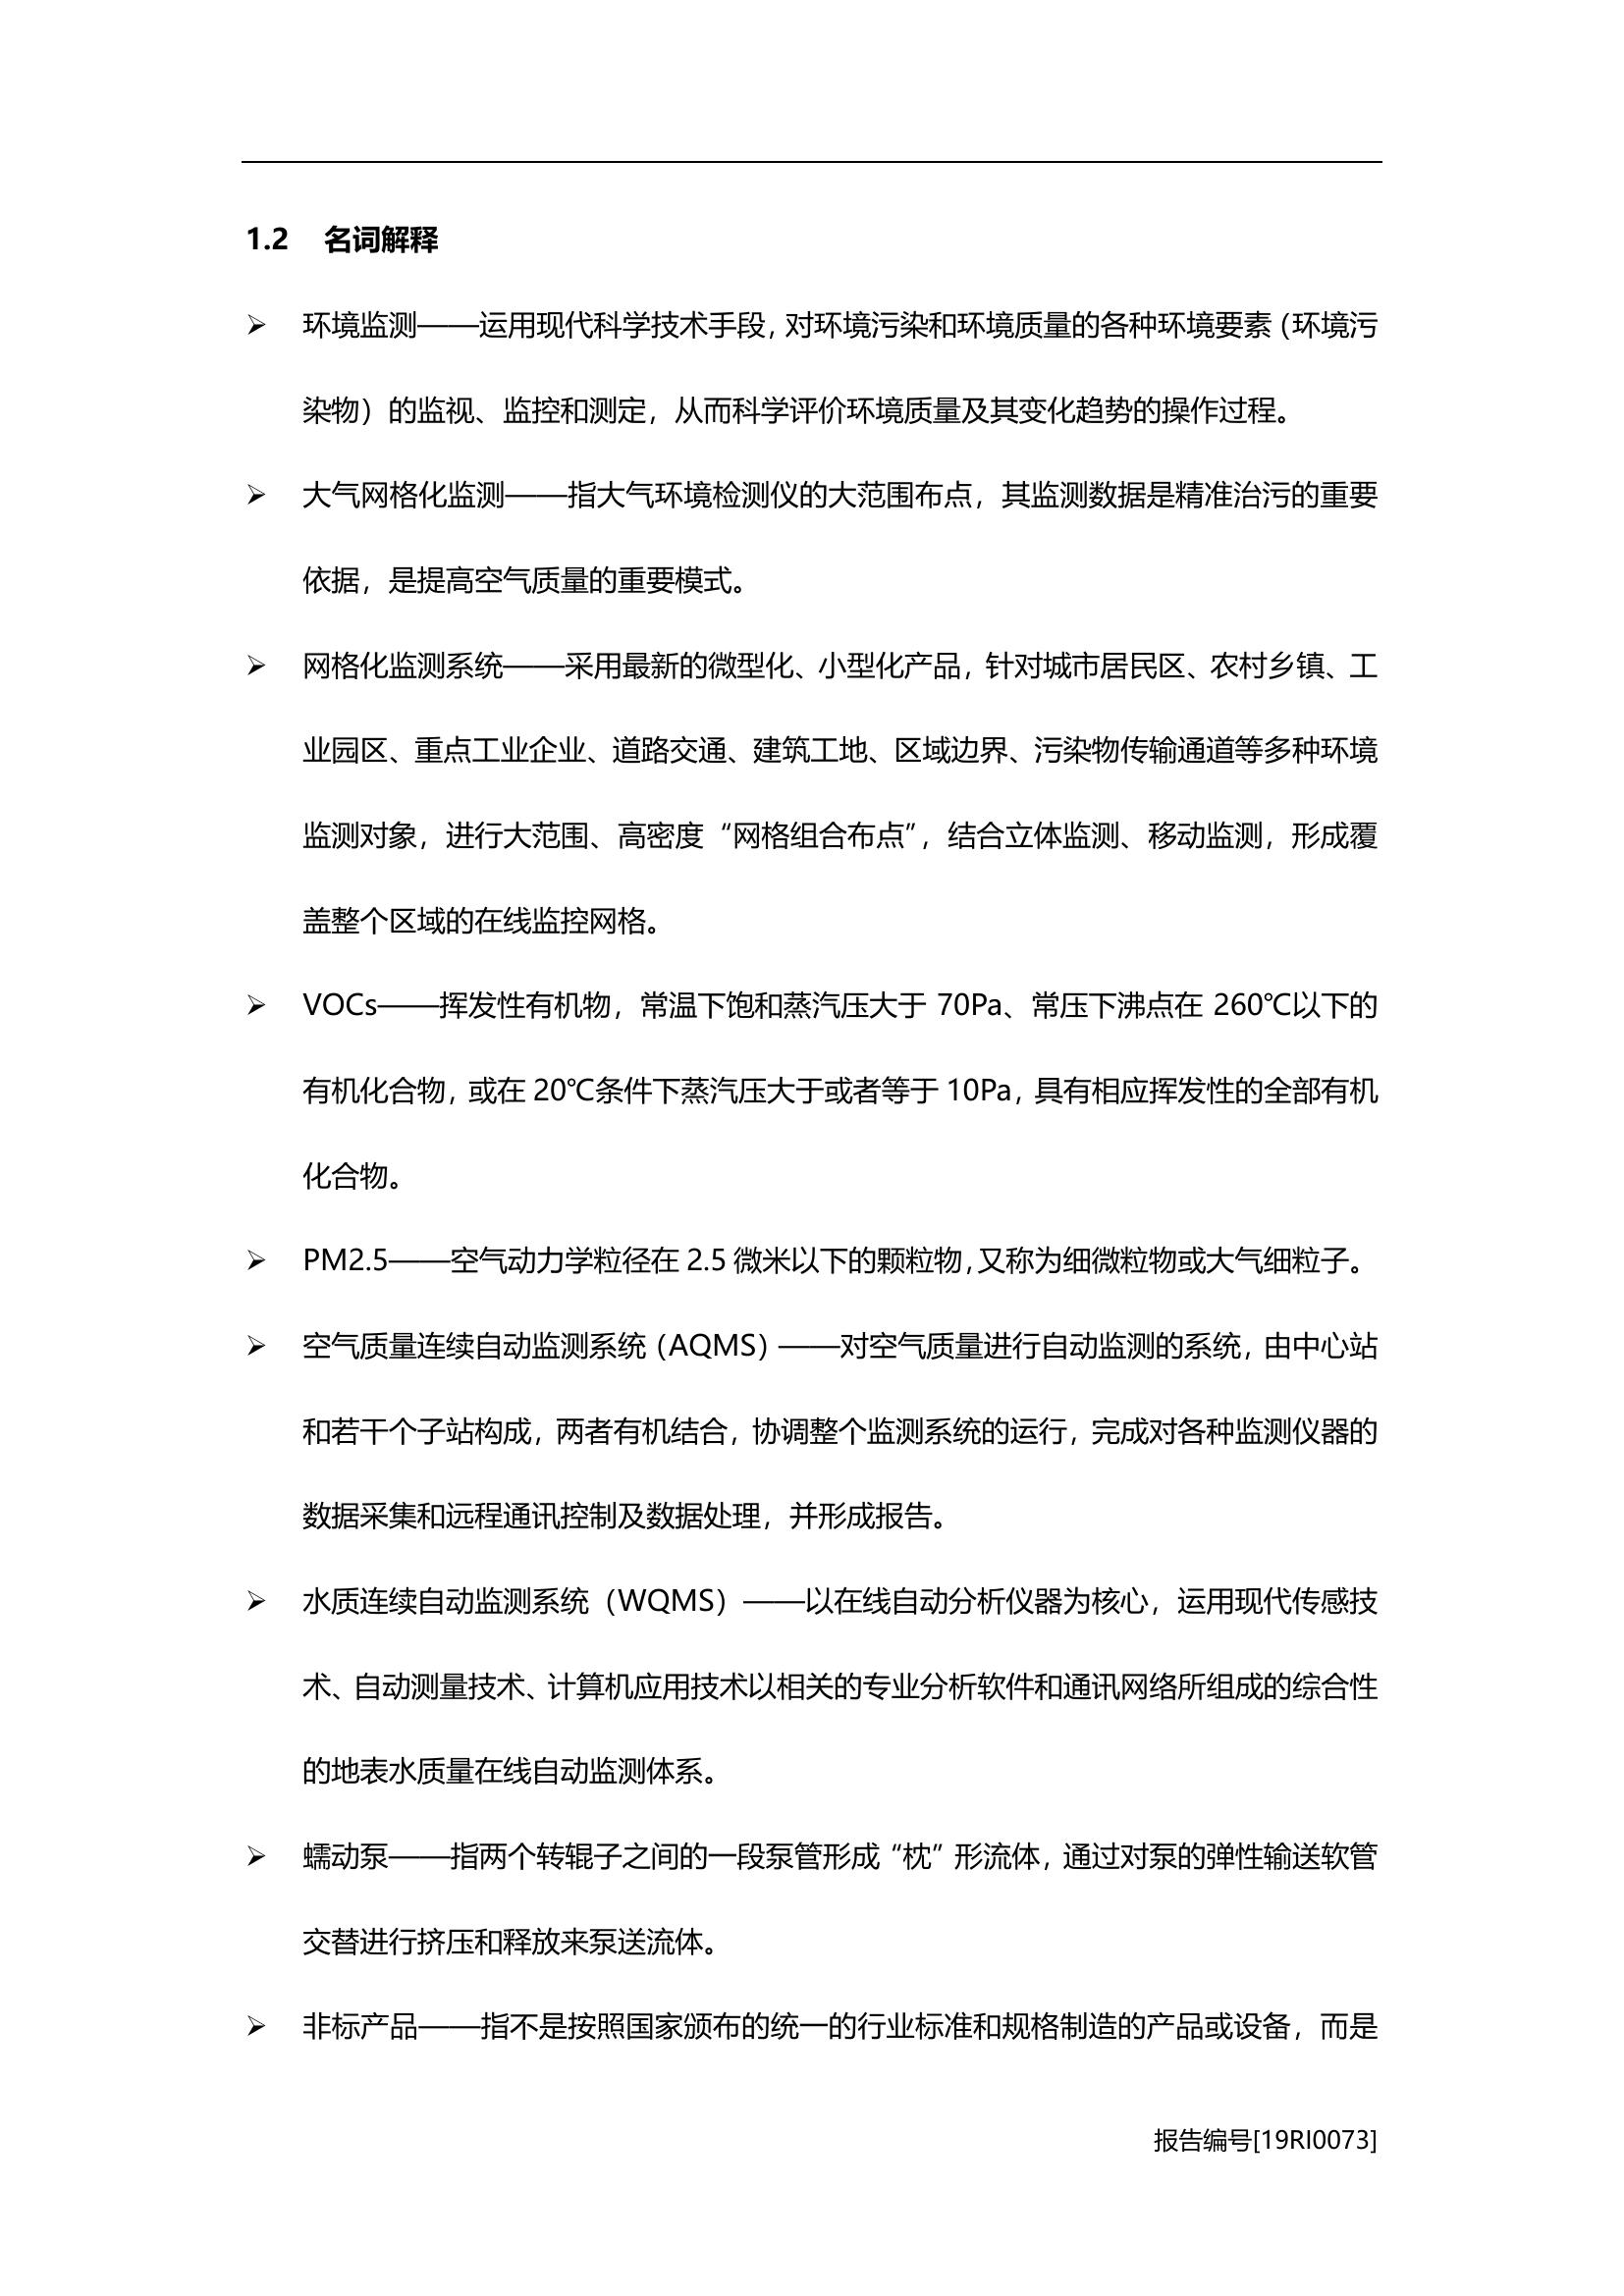 1.2 名词解释
➢ 环境监测——运用现代科学技术手段，对环境污染和环境质量的各种环境要素（环境污
染物）的监视、监控和测定，从而科学评价环境质量及其变化趋势的操作过程。
➢ 大气网格化监测——指大气环境检测仪的大范围布点，其监测数据是精准治污的重要
依据，是提高空气质量的重要模式。
➢ 网格化监测系统——采用最新的微型化、小型化产品，针对城市居民区、农村乡镇、工
业园区、重点工业企业、道路交通、建筑工地、区域边界、污染物传输通道等多种环境
监测对象，进行大范围、高密度“网格组合布点”，结合立体监测、移动监测，形成覆
盖整个区域的在线监控网格。
➢ VOCs——挥发性有机物，常温下饱和蒸汽压大于 70Pa、常压下沸点在 260℃以下的
有机化合物，或在 20℃条件下蒸汽压大于或者等于 10Pa，具有相应挥发性的全部有机
化合物。
➢ PM2.5——空气动力学粒径在 2.5 微米以下的颗粒物，又称为细微粒物或大气细粒子。
➢ 空气质量连续自动监测系统（AQMS）——对空气质量进行自动监测的系统，由中心站
和若干个子站构成，两者有机结合，协调整个监测系统的运行，完成对各种监测仪器的
数据采集和远程通讯控制及数据处理，并形成报告。
➢ 水质连续自动监测系统（WQMS）——以在线自动分析仪器为核心，运用现代传感技
术、自动测量技术、计算机应用技术以相关的专业分析软件和通讯网络所组成的综合性
的地表水质量在线自动监测体系。
➢ 蠕动泵——指两个转辊子之间的一段泵管形成“枕”形流体，通过对泵的弹性输送软管
交替进行挤压和释放来泵送流体。
➢ 非标产品——指不是按照国家颁布的统一的行业标准和规格制造的产品或设备，而是
报告编号[19RI0073]